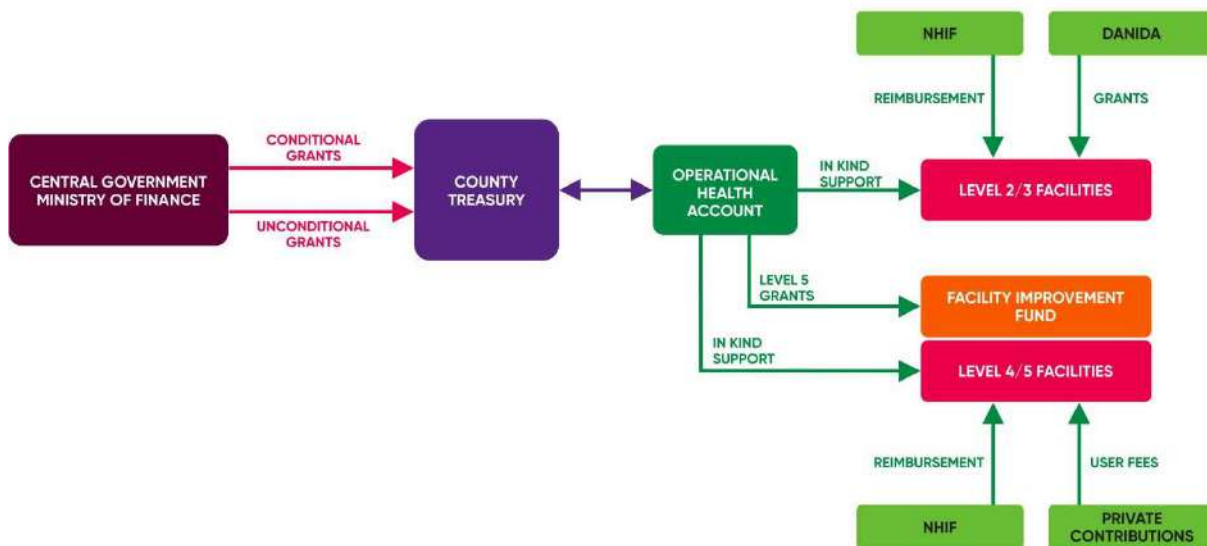 NHIF
DANIDA
REIMBURSEMENT
GRANTS
CONDITIONAL
GRANTS
CENTRAL GOVERNMENT
MINISTRY OF FINANCE
UNCONDITIONAL
GRANTS
COUNTY
TREASURY
OPERATIONAL
HEALTH
ACCOUNT
IN KIND
SUPPORT
LEVEL 2/3 FACILITIES
LEVEL 5
GRANTS
FACILITY IMPROVEMENT
FUND
IN KIND
SUPPORT
LEVEL 4/5 FACILITIES
REIMBURSEMENT
USER FEES
NHIF
PRIVATE
CONTRIBUTIONS